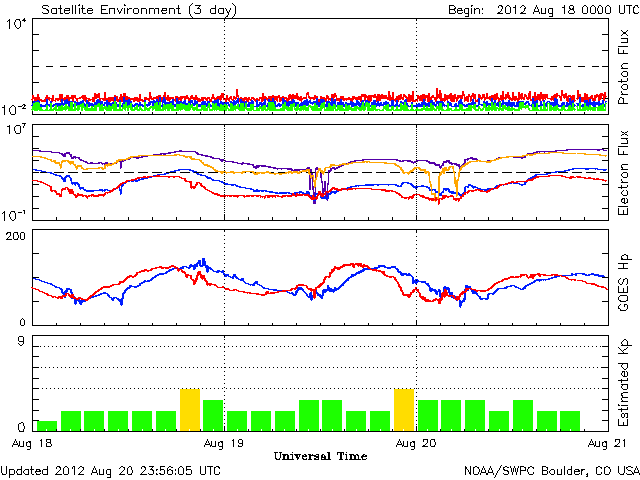 Satellite Environment (3 day) Begin: 2012 Aug 18 0000 UTC
10^4
10^-2
Proton Flux
10^7
10^-1
Electron Flux
200
0
GOES Hp
9
0
Estimated Kp
Aug 18 Aug 19 Aug 20 Aug 21
Universal Time
Updated 2012 Aug 20 23:56:05 UTC NOAA/SWPC Boulder, CO USA